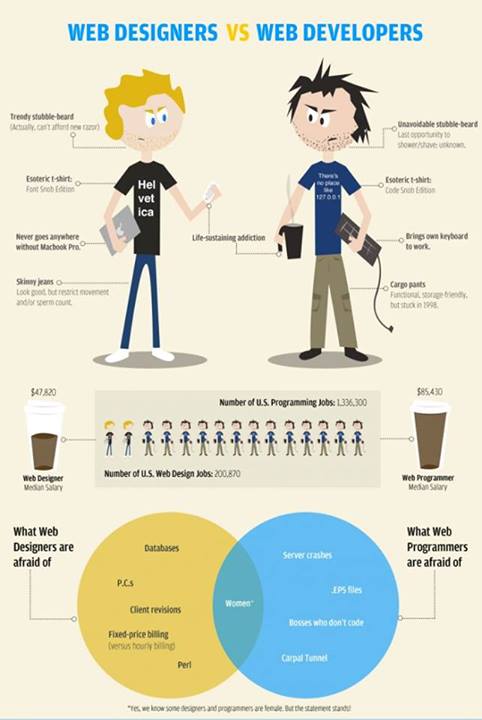 WEB DESIGNERS VS WEB DEVELOPERS
Trendy stubble-beard
(Actually, can't afford new razor)
Unavoidable stubble-beard
Last opportunity to
shower/shave: unknown.
Esoteric t-shirt:
Font Snob Edition
Hel
vet
ica
There's
no place
like
127.0.0.1
Esoteric t-shirt:
Code Snob Edition
Never goes anywhere
without Macbook Pro.
Life-sustaining addiction
Brings own keyboard
to work.
Skinny jeans
Look good, but restrict movement
and/or sperm count.
Cargo pants
Functional, storage-friendly,
but stuck in 1998.
$47,820
$85,430
Number of U.S. Programming Jobs: 1,336,300
Number of U.S. Web Design Jobs: 200,870
Web Designer
Median Salary
Web Programmer
Median Salary
What Web
Designers are
afraid of
What Web
Programmers
are afraid of
Databases
P.C.s
Client revisions
Fixed-price billing
(versus hourly billing)
Perl
Women*
Server crashes
.EPS files
Bosses who don't code
Carpal Tunnel
*Yes, we know some designers and programmers are female. But the statement stands!